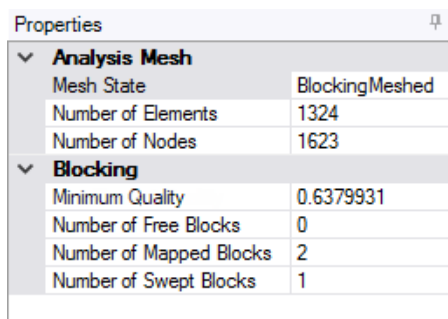 Properties
Analysis Mesh
Mesh State BlockingMeshed
Number of Elements 1324
Number of Nodes 1623
Blocking
Minimum Quality 0.6379931
Number of Free Blocks 0
Number of Mapped Blocks 2
Number of Swept Blocks 1